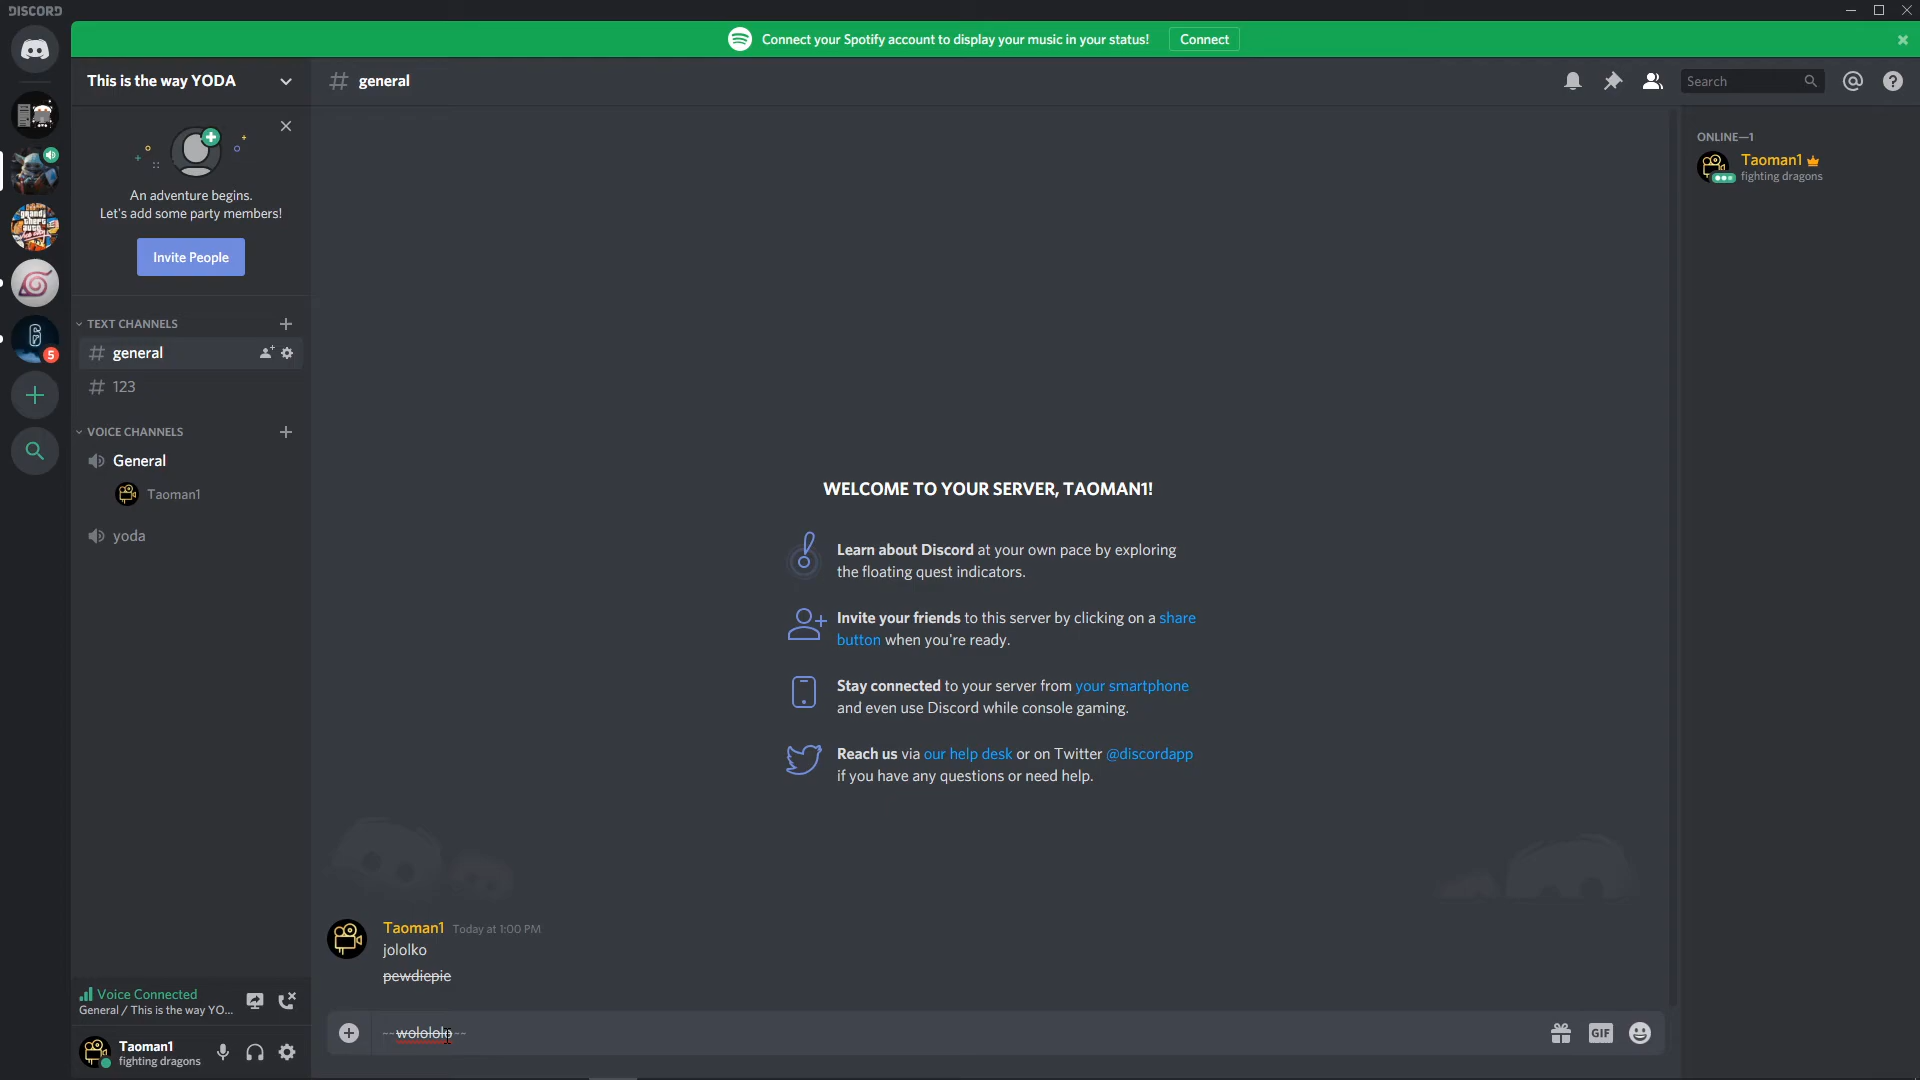 DISCORD
Connect your Spotify account to display your music in your status!
Connect
This is the way YODA
general
Search
An adventure begins.
Let's add some party members!
Invite People
TEXT CHANNELS
general
123
VOICE CHANNELS
General
Taoman1
yoda
5
ONLINE—1
Taoman1
fighting dragons
WELCOME TO YOUR SERVER, TAOMAN1!
Learn about Discord at your own pace by exploring
the floating quest indicators.
Invite your friends to this server by clicking on a share
button when you're ready.
Stay connected to your server from your smartphone
and even use Discord while console gaming.
Reach us via our help desk or on Twitter @discordapp
if you have any questions or need help.
Taoman1 Today at 1:00 PM
jololko
pewdiepie
~~wolololo~~
GIF
Voice Connected
General / This is the way YO...
Taoman1
fighting dragons